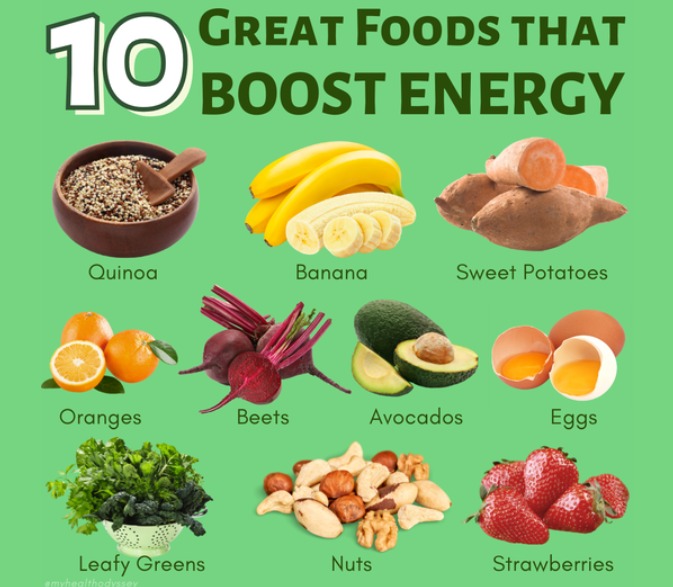 10 GREAT FOODS THAT
BOOST ENERGY
Quinoa
Banana
Sweet Potatoes
Oranges
Beets
Avocados
Eggs
Leafy Greens
Nuts
Strawberries
#myhealthodyssey